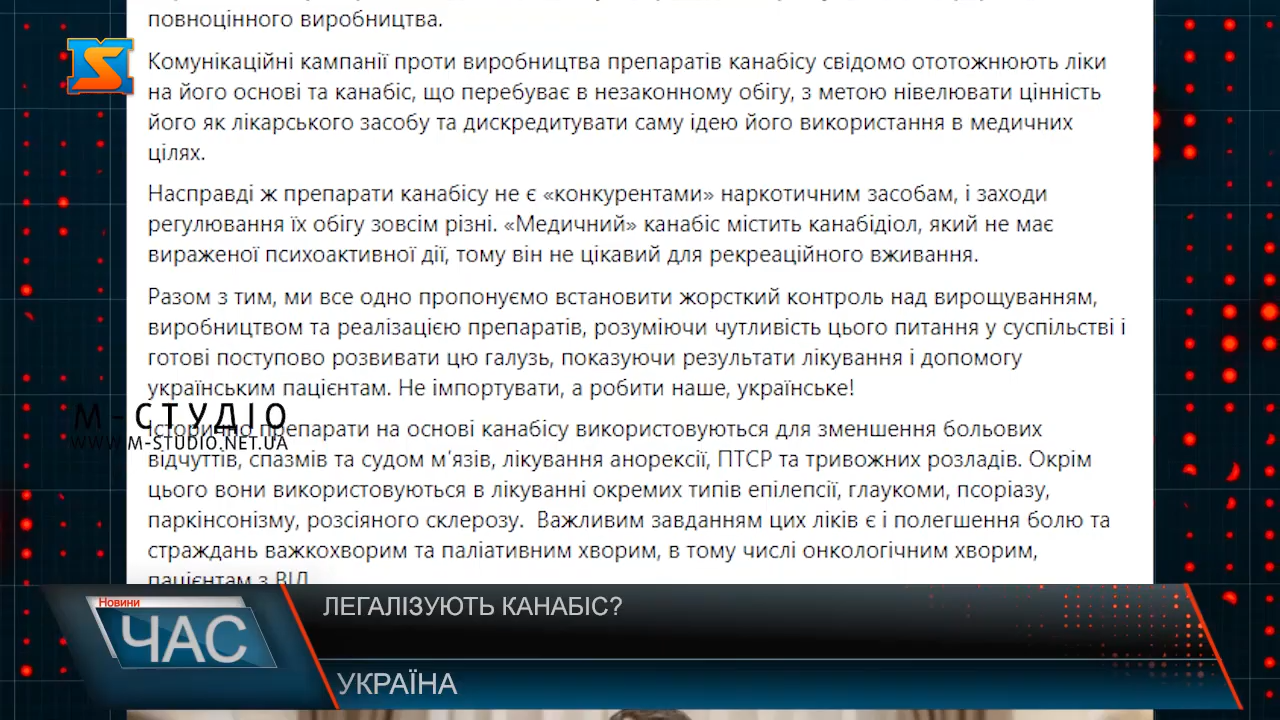 повноцінного виробництва.
Комунікаційні кампанії проти виробництва препаратів канабісу свідомо ототожнюють ліки
на його основі та канабіс, що перебуває в незаконному обігу, з метою нівелювати цінність
його як лікарського засобу та дискредитувати саму ідею його використання в медичних
цілях.
Насправді ж препарати канабісу не є «конкурентами» наркотичним засобам, і заходи
регулювання їх обігу зовсім різні. «Медичний» канабіс містить канабідіол, який не має
вираженої психоактивної дії, тому він не цікавий для рекреаційного вживання.
Разом з тим, ми все одно пропонуємо встановити жорсткий контроль над вирощуванням,
виробництвом та реалізацією препаратів, розуміючи чутливість цього питання у суспільстві і
готові поступово розвивати цю галузь, показуючи результати лікування і допомогу
українським пацієнтам. Не імпортувати, а робити наше, українське!
М-СТУДІО
WWW.M-STUDIO.NET.UA
Історично препарати на основі канабісу використовуються для зменшення больових
відчуттів, спазмів та судом м'язів, лікування анорексії, ПТСР та тривожних розладів. Окрім
цього вони використовуються в лікуванні окремих типів епілепсії, глаукоми, псоріазу,
паркінсонізму, розсіяного склерозу. Важливим завданням цих ліків є і полегшення болю та
страждань важкохворим та паліативним хворим, в тому числі онкологічним хворим,
пацієнтам з ВІЛ
Новини
ЧАС
ЛЕГАЛІЗУЮТЬ КАНАБІС?
УКРАЇНА